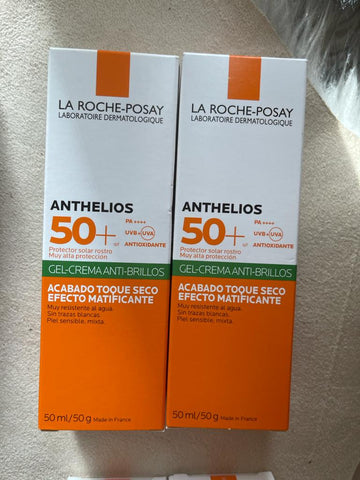 LA ROCHE-POSAY
LABORATOIRE DERMATOLOGIQUE
ANTHELIOS
50+
PA ++++
UVB+UVA
ANTIOXIDANTE
Protector solar rostro
Muy alta protección
GEL-CREMA ANTI-BRILLOS
ACABADO TOQUE SECO
EFECTO MATIFICANTE
Muy resistente al agua.
Sin trazas blancas.
Piel sensible, mixta.
50 ml/50 g Made in France
LA ROCHE-POSAY
LABORATOIRE DERMATOLOGIQUE
ANTHELIOS
50+
PA ++++
UVB+UVA
ANTIOXIDANTE
Protector solar rostro
Muy alta protección
GEL-CREMA ANTI-BRILLOS
ACABADO TOQUE SECO
EFECTO MATIFICANTE
Muy resistente al agua.
Sin trazas blancas.
Piel sensible, mixta.
50 ml/50 g Made in France